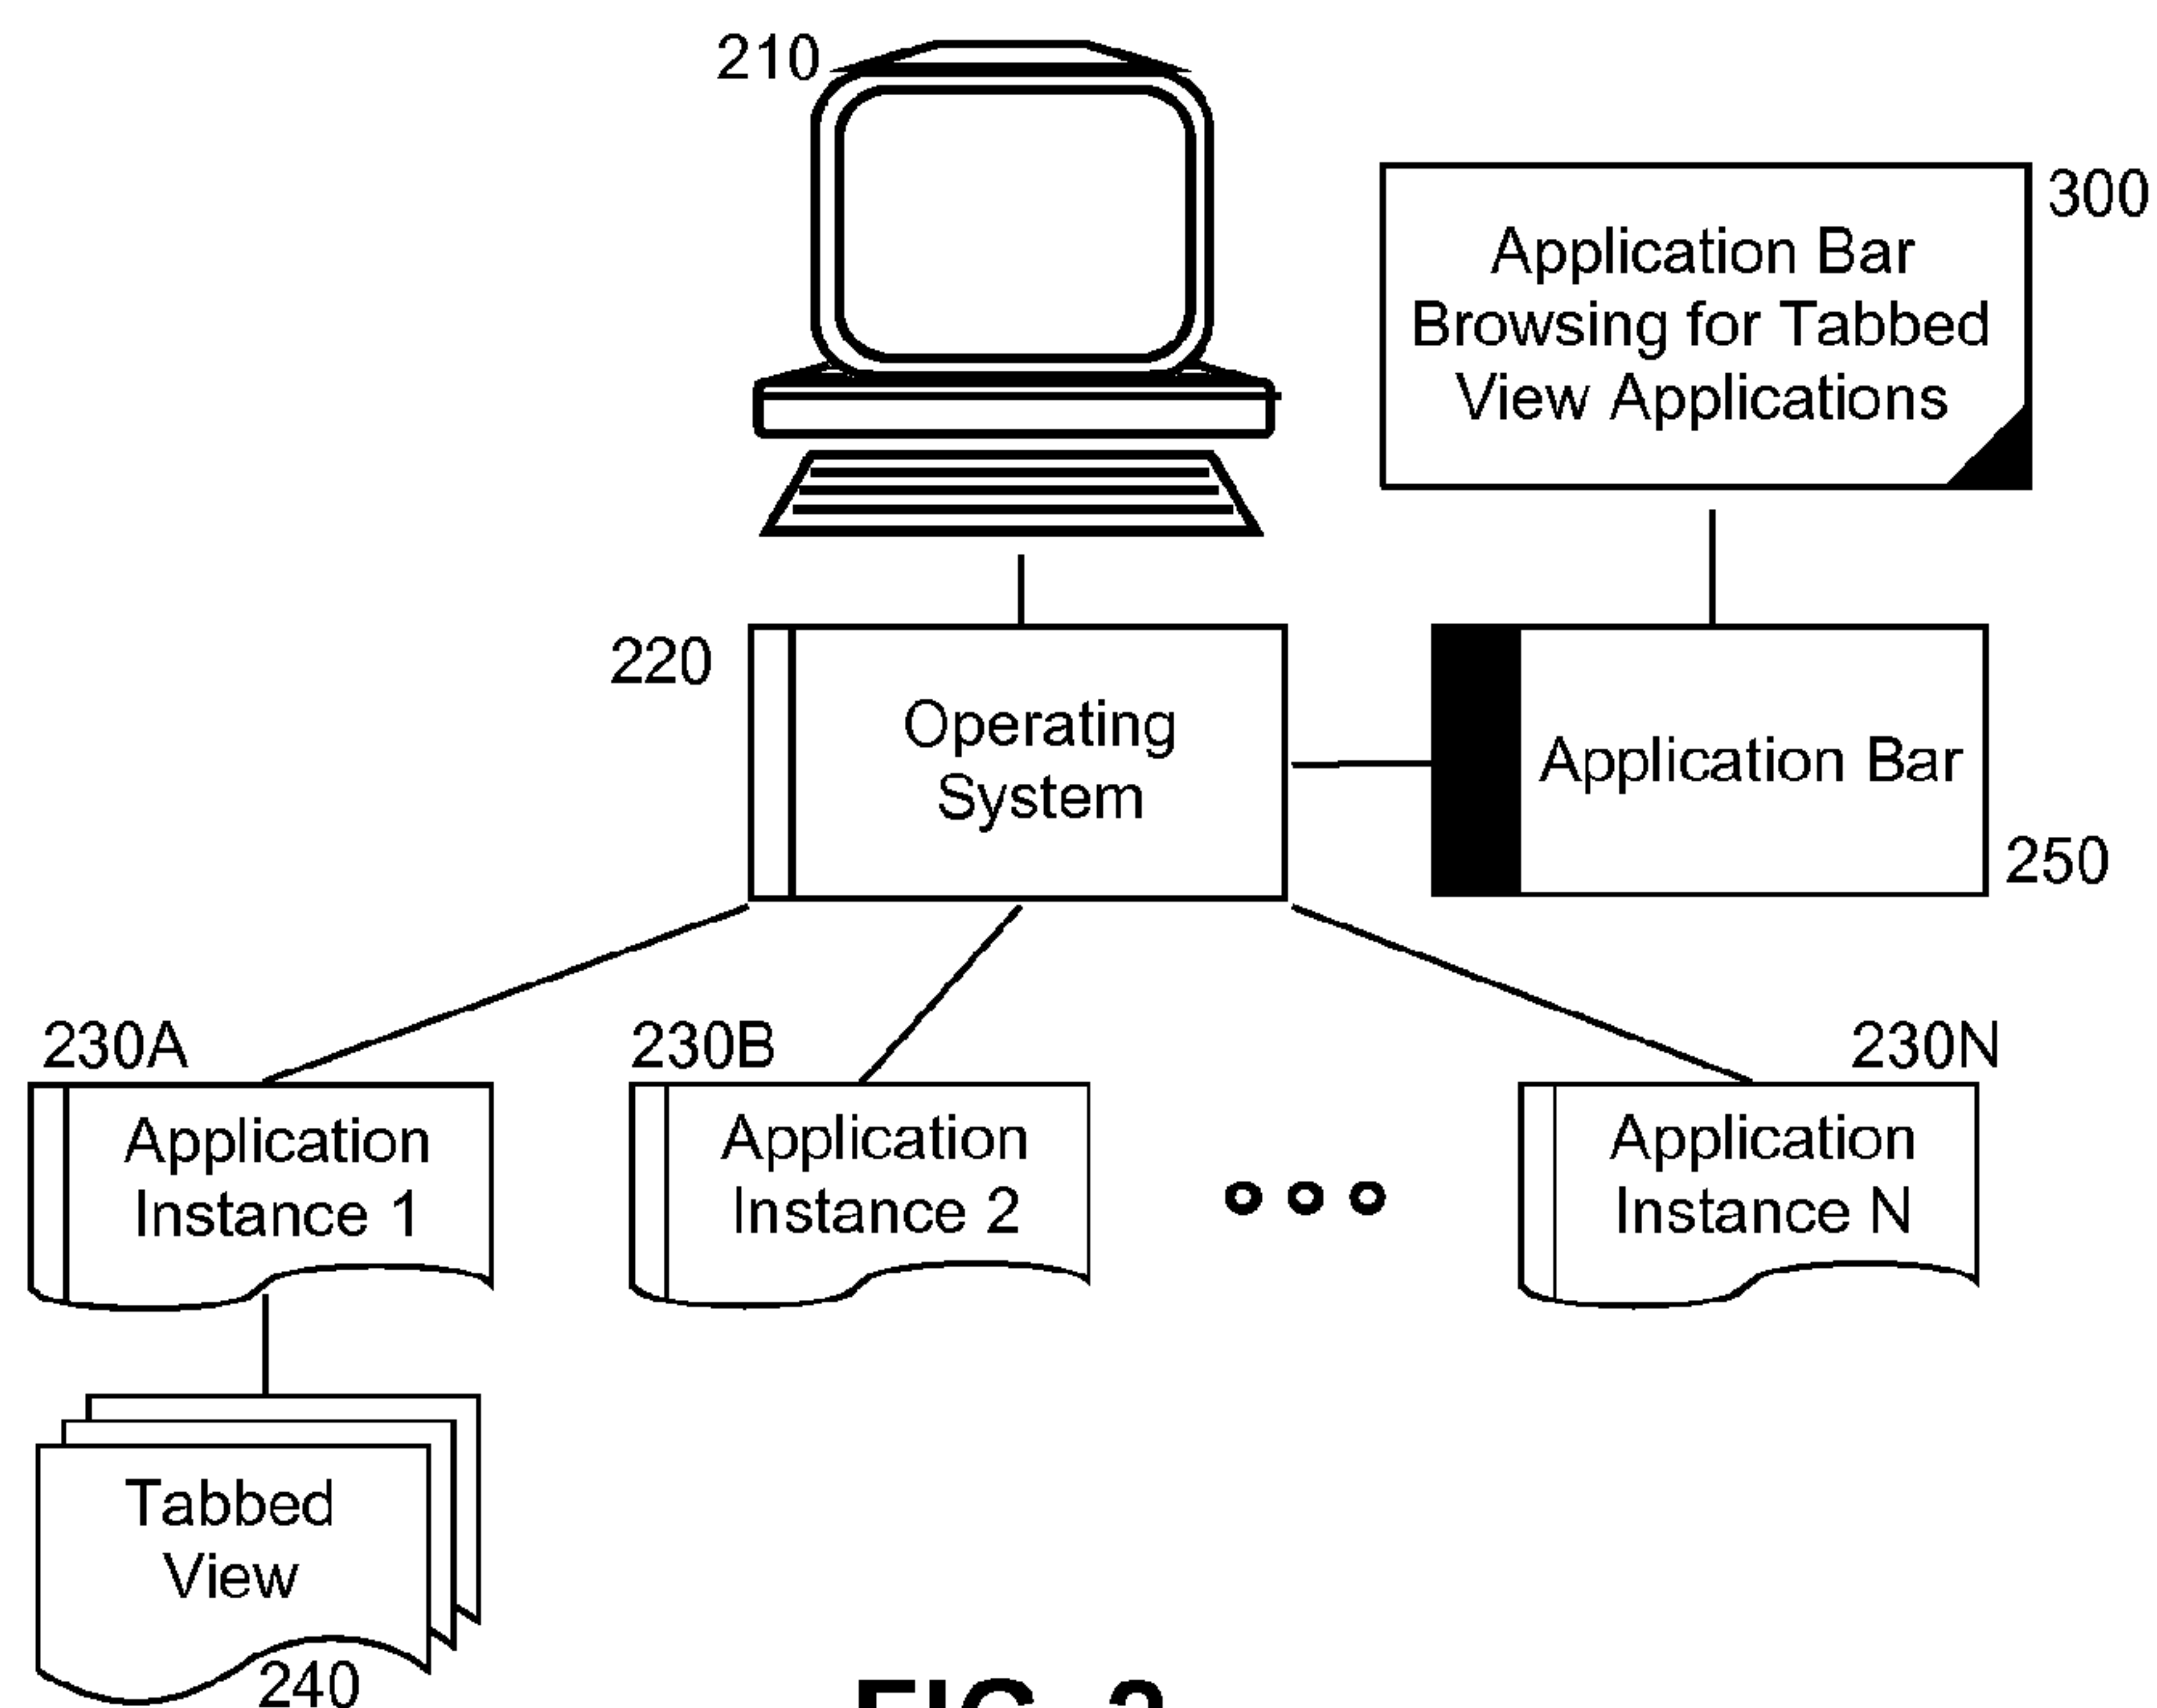 210
300
Application Bar
Browsing for Tabbed
View Applications
220
Operating
System
Application Bar
250
230A
230B
230N
Application
Instance 1
Application
Instance 2
Application
Instance N
Tabbed
View
240